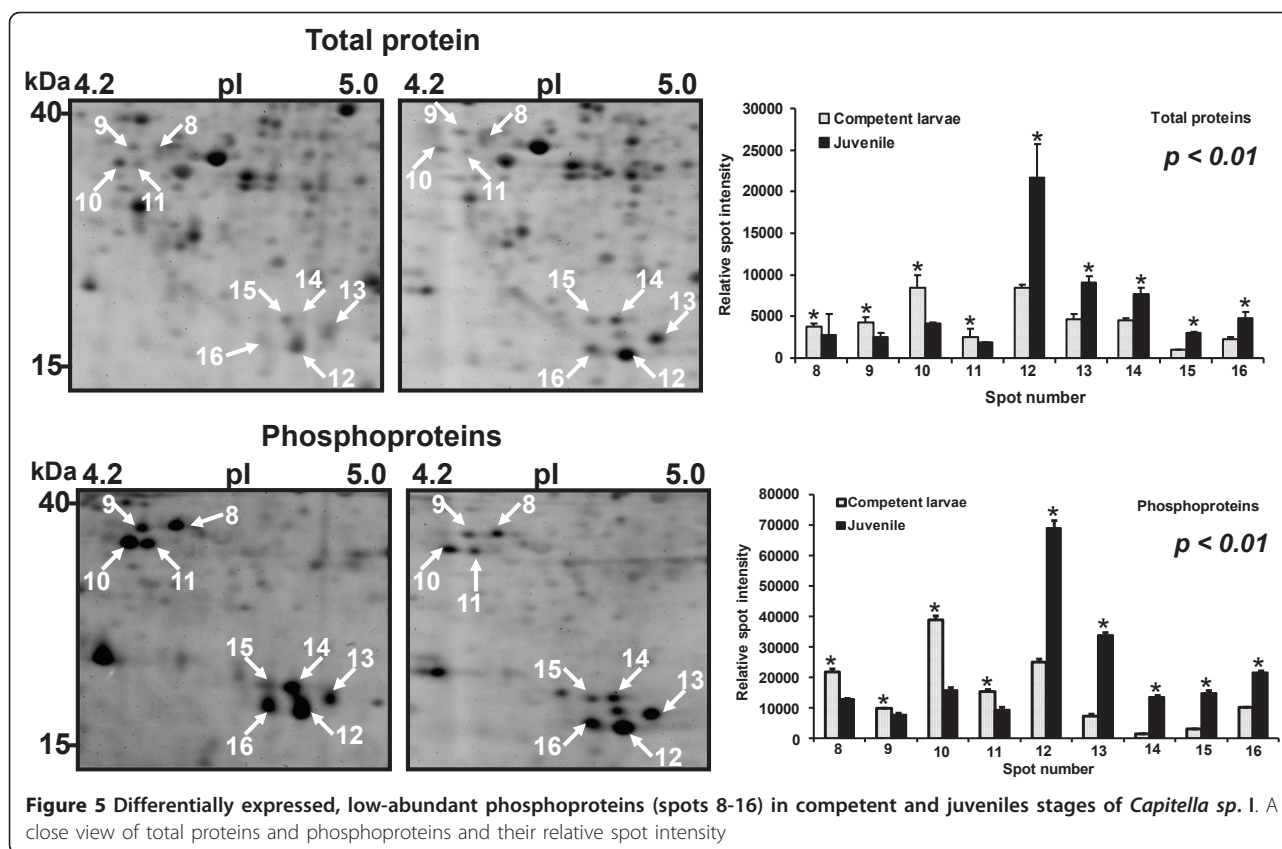 Total protein
kDa 4.2 pI 5.0 4.2 pI 5.0
40
9 8 9 8
10 11 10 11
15 14 13 15 14 13
16 12 16 12
15
30000
25000
20000
15000
10000
5000
0
Relative spot intensity
Competent larvae
Juvenile
Total proteins
p < 0.01
* * * * * * * * *
8 9 10 11 12 13 14 15 16
Spot number
Phosphoproteins
kDa 4.2 pI 5.0 4.2 pI 5.0
40
9 8 9 8
10 11 10 11
15 14 13 15 14 13
16 12 16 12
15
80000
70000
60000
50000
40000
30000
20000
10000
0
Relative spot intensity
Competent larvae
Juvenile
Phosphoproteins
p < 0.01
* * * * * * * * *
8 9 10 11 12 13 14 15 16
Spot number
Figure 5 Differentially expressed, low-abundant phosphoproteins (spots 8-16) in competent and juveniles stages of Capitella sp. I. A
close view of total proteins and phosphoproteins and their relative spot intensity